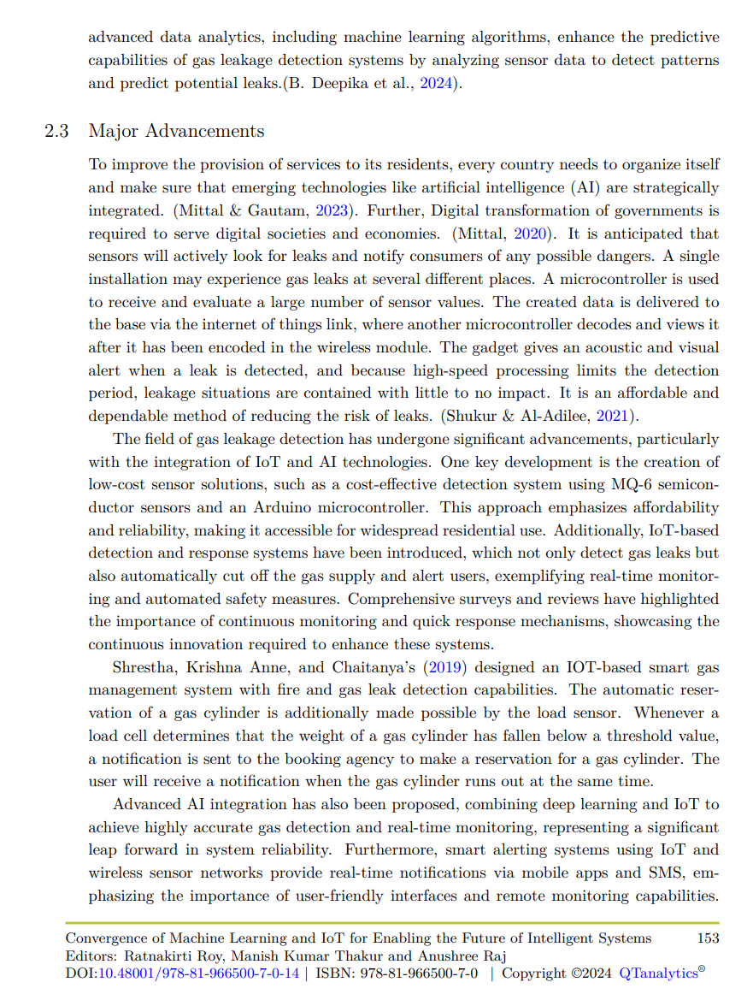 advanced data analytics, including machine learning algorithms, enhance the predictive
capabilities of gas leakage detection systems by analyzing sensor data to detect patterns
and predict potential leaks.(B. Deepika et al., 2024).
2.3 Major Advancements
To improve the provision of services to its residents, every country needs to organize itself
and make sure that emerging technologies like artificial intelligence (AI) are strategically
integrated. (Mittal & Gautam, 2023). Further, Digital transformation of governments is
required to serve digital societies and economies. (Mittal, 2020). It is anticipated that
sensors will actively look for leaks and notify consumers of any possible dangers. A single
installation may experience gas leaks at several different places. A microcontroller is used
to receive and evaluate a large number of sensor values. The created data is delivered to
the base via the internet of things link, where another microcontroller decodes and views it
after it has been encoded in the wireless module. The gadget gives an acoustic and visual
alert when a leak is detected, and because high-speed processing limits the detection
period, leakage situations are contained with little to no impact. It is an affordable and
dependable method of reducing the risk of leaks. (Shukur & Al-Adilee, 2021).
The field of gas leakage detection has undergone significant advancements, particularly
with the integration of IoT and AI technologies. One key development is the creation of
low-cost sensor solutions, such as a cost-effective detection system using MQ-6 semicon-
ductor sensors and an Arduino microcontroller. This approach emphasizes affordability
and reliability, making it accessible for widespread residential use. Additionally, IoT-based
detection and response systems have been introduced, which not only detect gas leaks but
also automatically cut off the gas supply and alert users, exemplifying real-time monitor-
ing and automated safety measures. Comprehensive surveys and reviews have highlighted
the importance of continuous monitoring and quick response mechanisms, showcasing the
continuous innovation required to enhance these systems.
Shrestha, Krishna Anne, and Chaitanya's (2019) designed an IOT-based smart gas
management system with fire and gas leak detection capabilities. The automatic reser-
vation of a gas cylinder is additionally made possible by the load sensor. Whenever a
load cell determines that the weight of a gas cylinder has fallen below a threshold value,
a notification is sent to the booking agency to make a reservation for a gas cylinder. The
user will receive a notification when the gas cylinder runs out at the same time.
Advanced AI integration has also been proposed, combining deep learning and IoT to
achieve highly accurate gas detection and real-time monitoring, representing a significant
leap forward in system reliability. Furthermore, smart alerting systems using IoT and
wireless sensor networks provide real-time notifications via mobile apps and SMS, em-
phasizing the importance of user-friendly interfaces and remote monitoring capabilities.
Convergence of Machine Learning and IoT for Enabling the Future of Intelligent Systems 153
Editors: Ratnakirti Roy, Manish Kumar Thakur and Anushree Raj
DOI:10.48001/978-81-966500-7-0-14 | ISBN: 978-81-966500-7-0 | Copyright ©2024 QTanalytics®